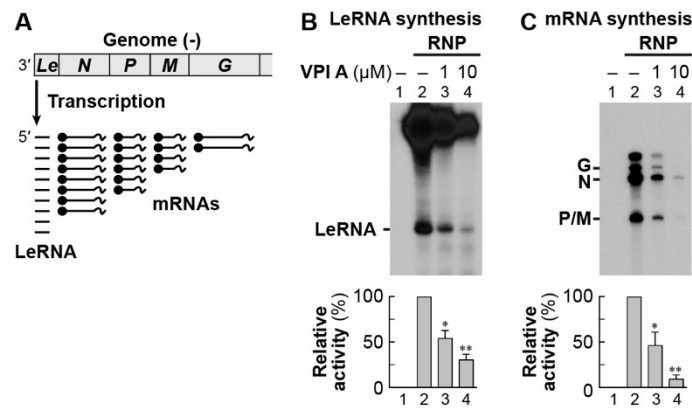 A
Genome (-)
3′ Le N P M G
Transcription
5′
mRNAs
LeRNA
B LeRNA synthesis
RNP
VPI A (μM) – – 1 10
1 2 3 4
LeRNA
Relative activity (%)
100
50
0
* **
1 2 3 4
C mRNA synthesis
RNP
– – 1 10
1 2 3 4
G
N
P/M
Relative activity (%)
100
50
0
* **
1 2 3 4